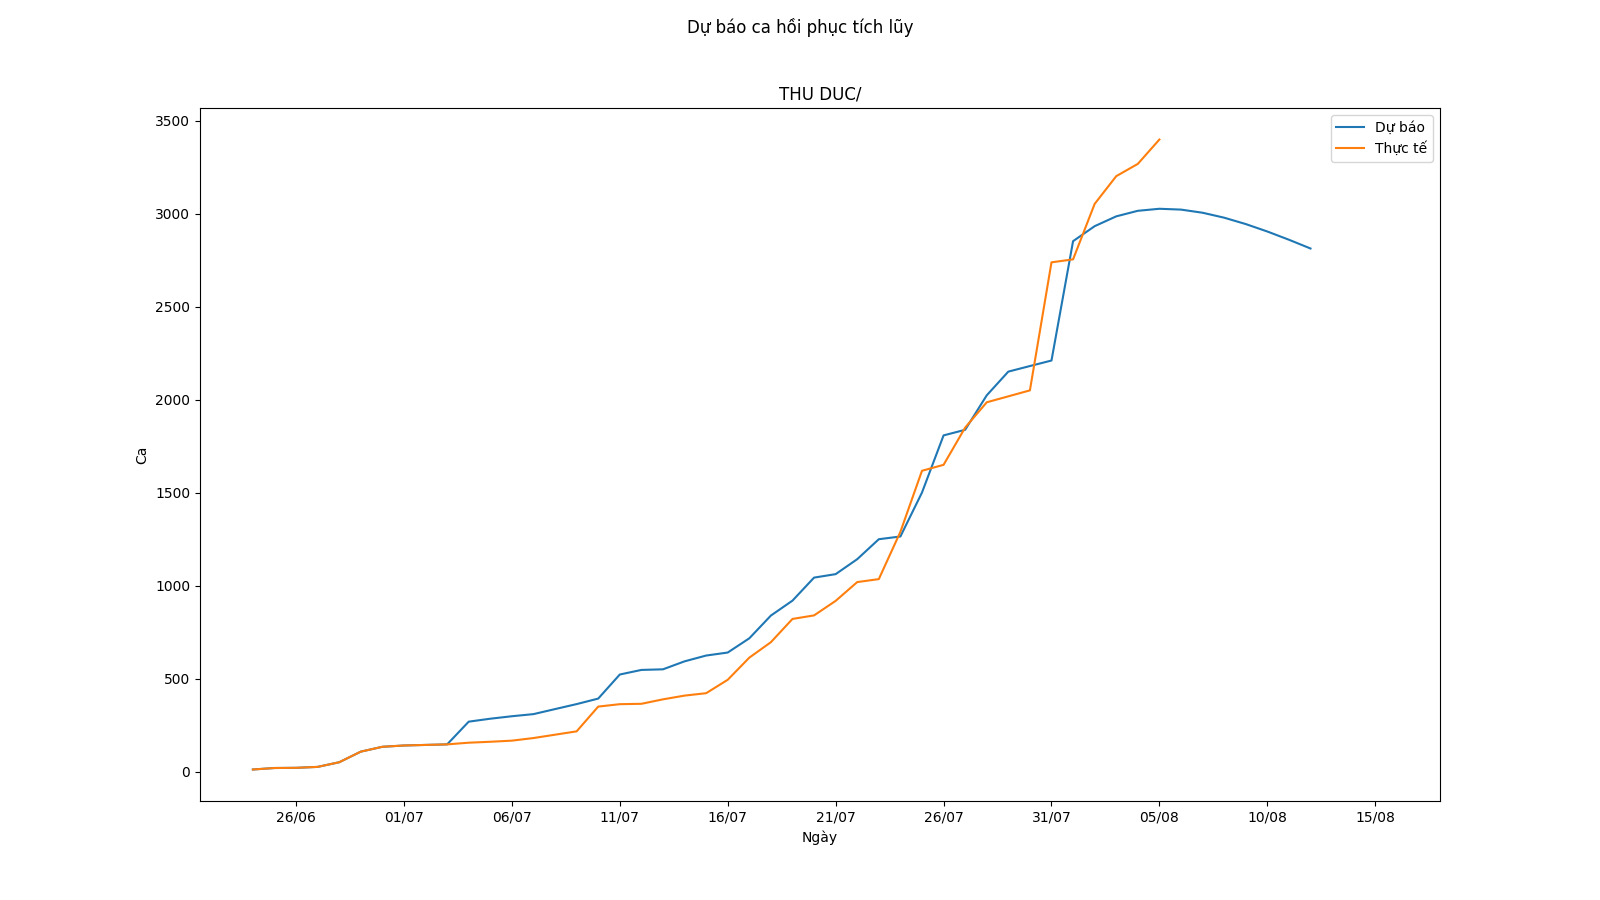 Dự báo ca hồi phục tích lũy
THU DUC/
3500
3000
2500
2000
1500
1000
500
0
Ca
Dự báo
Thực tế
26/06 01/07 06/07 11/07 16/07 21/07 26/07 31/07 05/08 10/08 15/08
Ngày